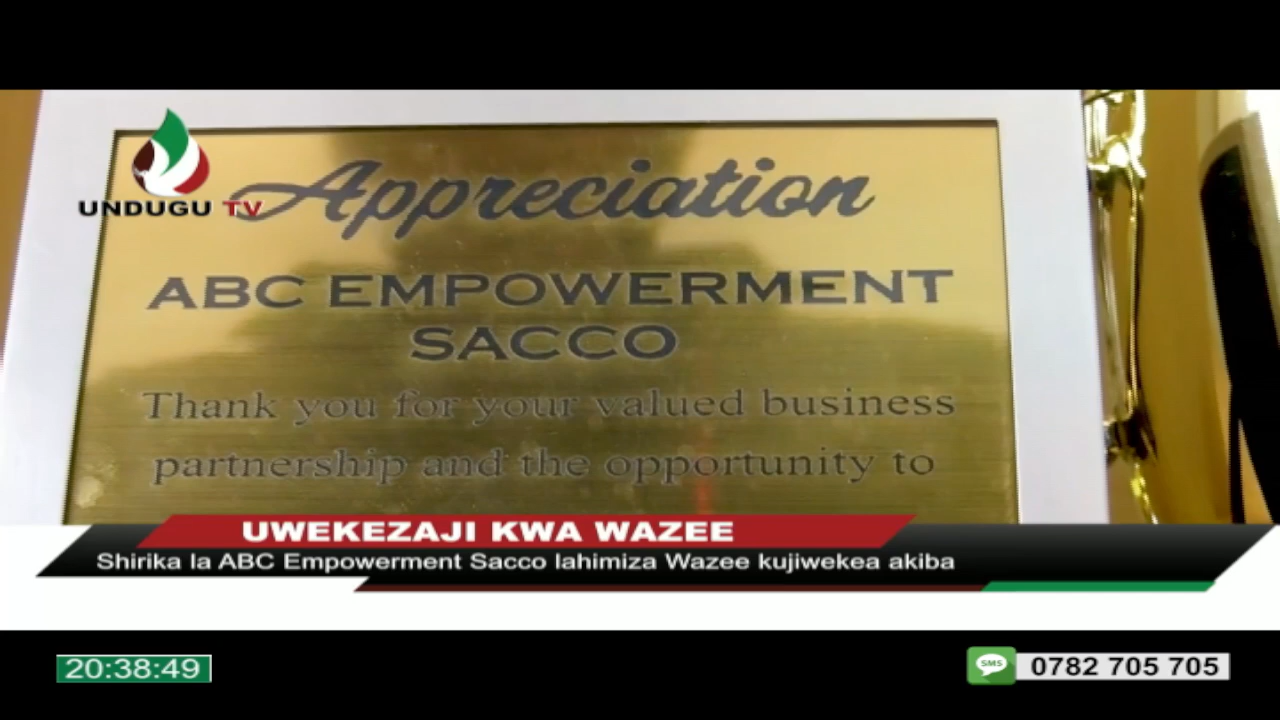 Appreciation
UNDUGU TV
ABC EMPOWERMENT
SACCO
Thank you for your valued business
partnership and the opportunity to
UWEKEZAJI KWA WAZEE
Shirika la ABC Empowerment Sacco lahimiza Wazee kujiwekea akiba
20:38:49
SMS
0782 705 705